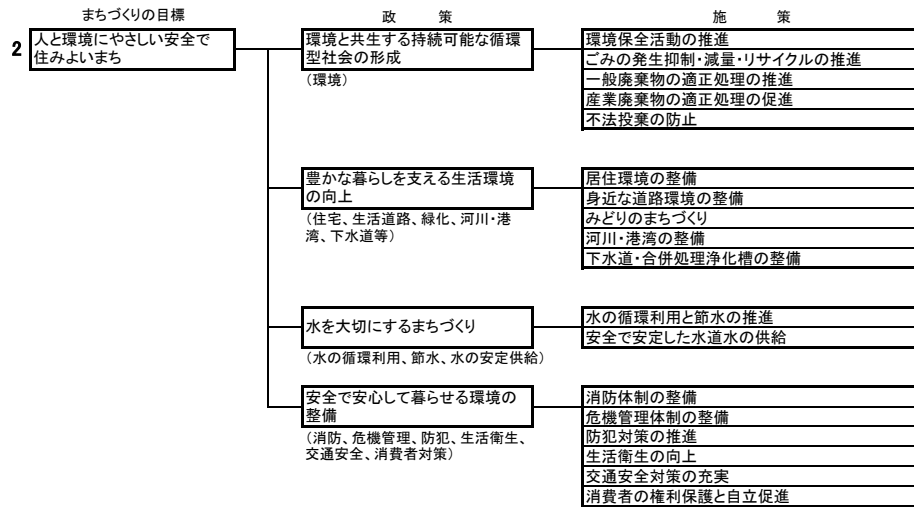 まちづくりの目標
政　　策
施　　策
2
人と環境にやさしい安全で
住みよいまち
環境と共生する持続可能な循環
型社会の形成
（環境）
環境保全活動の推進
ごみの発生抑制・減量・リサイクルの推進
一般廃棄物の適正処理の推進
産業廃棄物の適正処理の促進
不法投棄の防止
豊かな暮らしを支える生活環境
の向上
（住宅、生活道路、緑化、河川・港
湾、下水道等）
居住環境の整備
身近な道路環境の整備
みどりのまちづくり
河川・港湾の整備
下水道・合併処理浄化槽の整備
水を大切にするまちづくり
（水の循環利用、節水、水の安定供給）
水の循環利用と節水の推進
安全で安定した水道水の供給
安全で安心して暮らせる環境の
整備
（消防、危機管理、防犯、生活衛生、
交通安全、消費者対策）
消防体制の整備
危機管理体制の整備
防犯対策の推進
生活衛生の向上
交通安全対策の充実
消費者の権利保護と自立促進